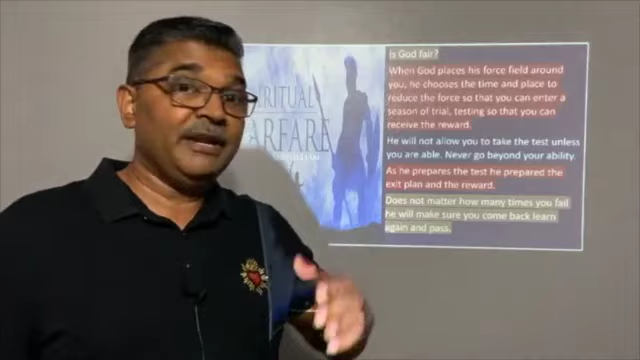 RITUAL
ARFARE
Is God fair?
When God places his force field around
you, he chooses the time and place to
reduce the force so that you can enter a
season of trial, testing so that you can
receive the reward.
He will not allow you to take the test unless
you are able. Never go beyond your ability.
As he prepares the test he prepared the
exit plan and the reward.
Does not matter how many times you fail
he will make sure you come back learn
again and pass.